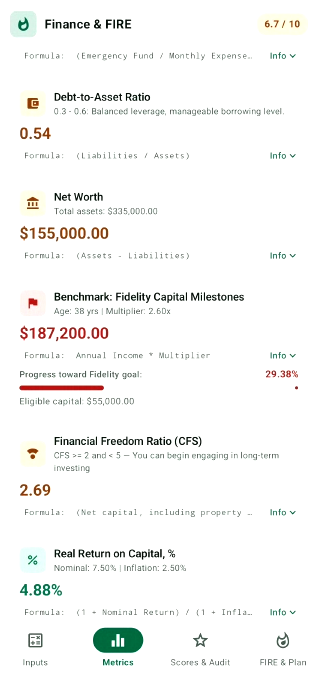 Finance & FIRE
6.7 / 10
Formula: (Emergency Fund / Monthly Expense…
Info
Debt-to-Asset Ratio
0.3 - 0.6: Balanced leverage, manageable borrowing level.
0.54
Formula: (Liabilities / Assets)
Info
Net Worth
Total assets: $335,000.00
$155,000.00
Formula: (Assets - Liabilities)
Info
Benchmark: Fidelity Capital Milestones
Age: 38 yrs | Multiplier: 2.60x
$187,200.00
Formula: Annual Income * Multiplier
Info
Progress toward Fidelity goal:
29.38%
Eligible capital: $55,000.00
Financial Freedom Ratio (CFS)
CFS >= 2 and < 5 — You can begin engaging in long-term
investing
2.69
Formula: (Net capital, including property …
Info
Real Return on Capital, %
Nominal: 7.50% | Inflation: 2.50%
4.88%
Formula: (1 + Nominal Return) / (1 + Infla…
Info
Inputs
Metrics
Scores & Audit
FIRE & Plan